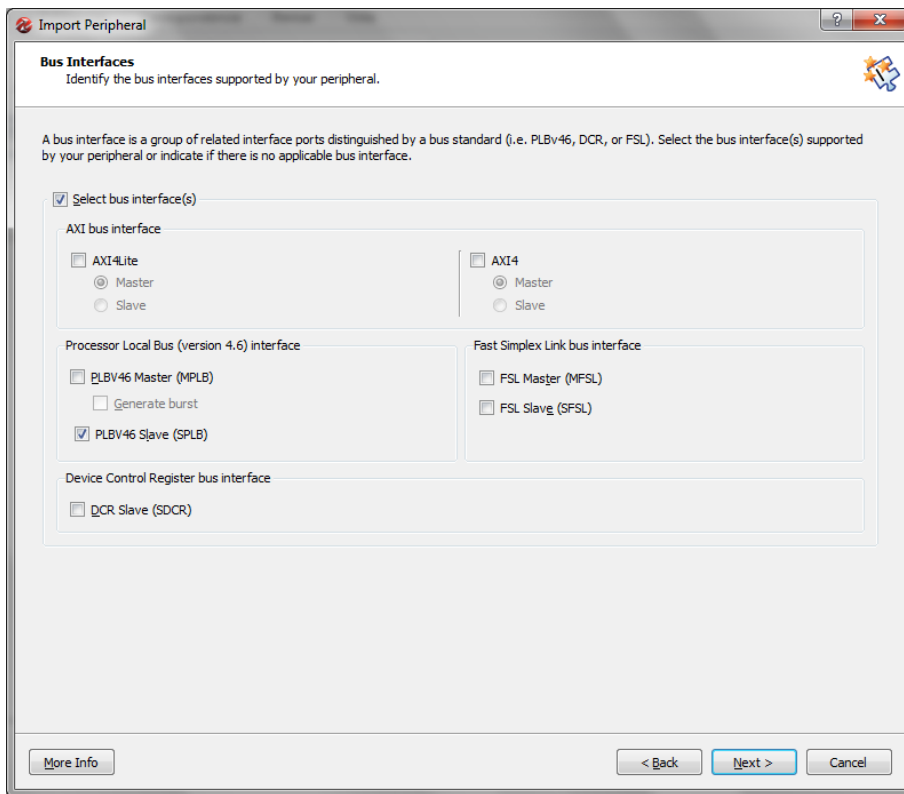 Import Peripheral
Bus Interfaces
Identify the bus interfaces supported by your peripheral.
A bus interface is a group of related interface ports distinguished by a bus standard (i.e. PLBv46, DCR, or FSL). Select the bus interface(s) supported
by your peripheral or indicate if there is no applicable bus interface.
Select bus interface(s)
AXI bus interface
AXI4Lite
Master
Slave
AXI4
Master
Slave
Processor Local Bus (version 4.6) interface
PLBV46 Master (MPLB)
Generate burst
PLBV46 Slave (SPLB)
Fast Simplex Link bus interface
FSL Master (MFSL)
FSL Slave (SFSL)
Device Control Register bus interface
DCR Slave (SDCR)
More Info
< Back
Next >
Cancel